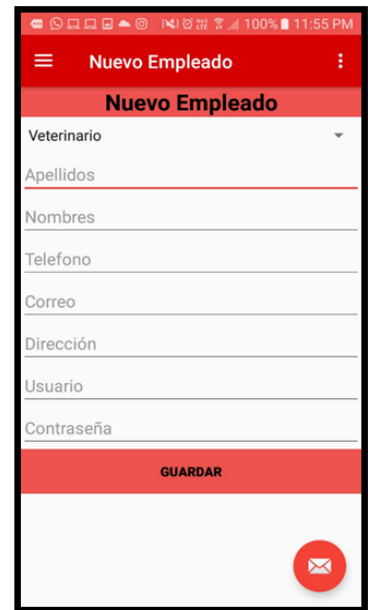 100% 11:55 PM
Nuevo Empleado
Nuevo Empleado
Veterinario
Apellidos
Nombres
Telefono
Correo
Dirección
Usuario
Contraseña
GUARDAR